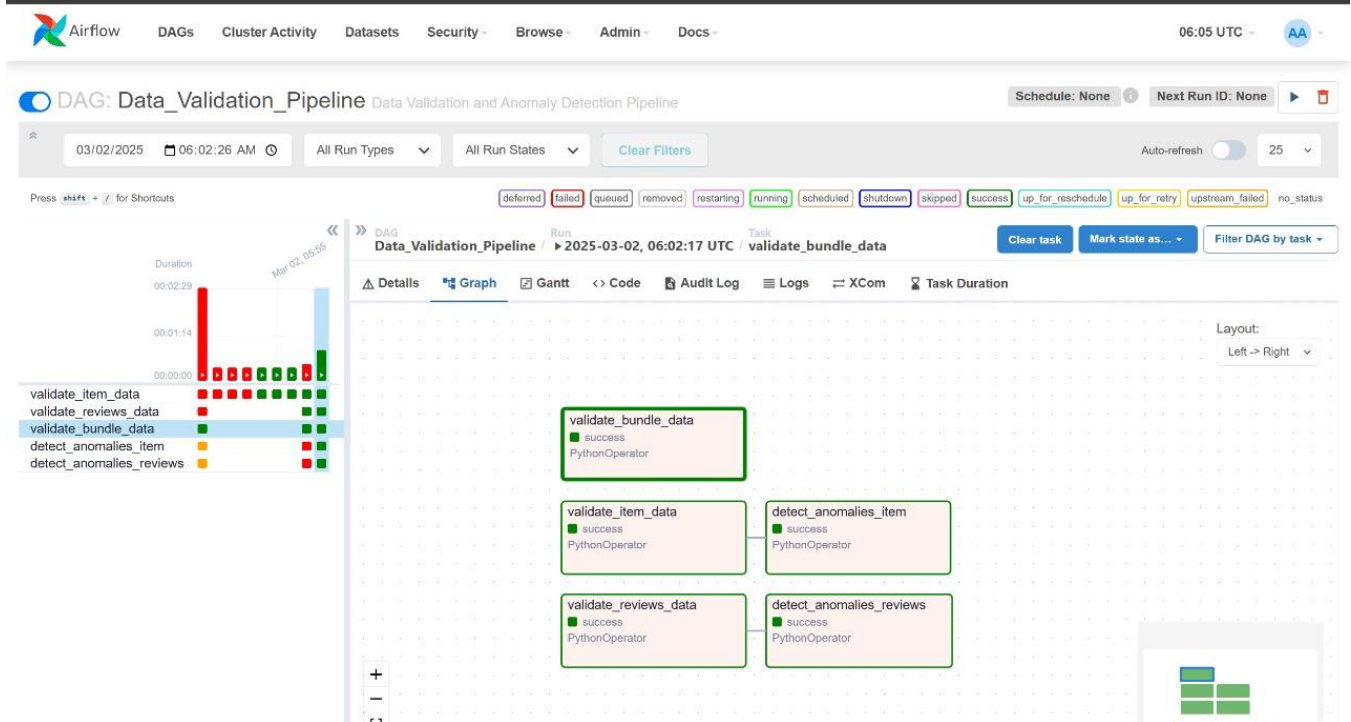 Airflow DAGs Cluster Activity Datasets Security Browse Admin Docs 06:05 UTC AA
DAG: Data_Validation_Pipeline Data Validation and Anomaly Detection Pipeline Schedule: None Next Run ID: None
03/02/2025 06:02:26 AM All Run Types All Run States Clear Filters Auto-refresh 25
Press shift + / for Shortcuts deferred failed queued removed restarting running scheduled shutdown skipped success up_for_reschedule up_for_retry upstream_failed no_status
DAG Run Task
Data_Validation_Pipeline / 2025-03-02, 06:02:17 UTC / validate_bundle_data Clear task Mark state as... Filter DAG by task
Mar 02, 05:55
Duration
00:02:29
00:01:14
00:00:00
validate_item_data
validate_reviews_data
validate_bundle_data
detect_anomalies_item
detect_anomalies_reviews
Details Graph Gantt <> Code Audit Log Logs XCom Task Duration
Layout:
Left -> Right
validate_bundle_data
success
PythonOperator
validate_item_data detect_anomalies_item
success success
PythonOperator PythonOperator
validate_reviews_data detect_anomalies_reviews
success success
PythonOperator PythonOperator